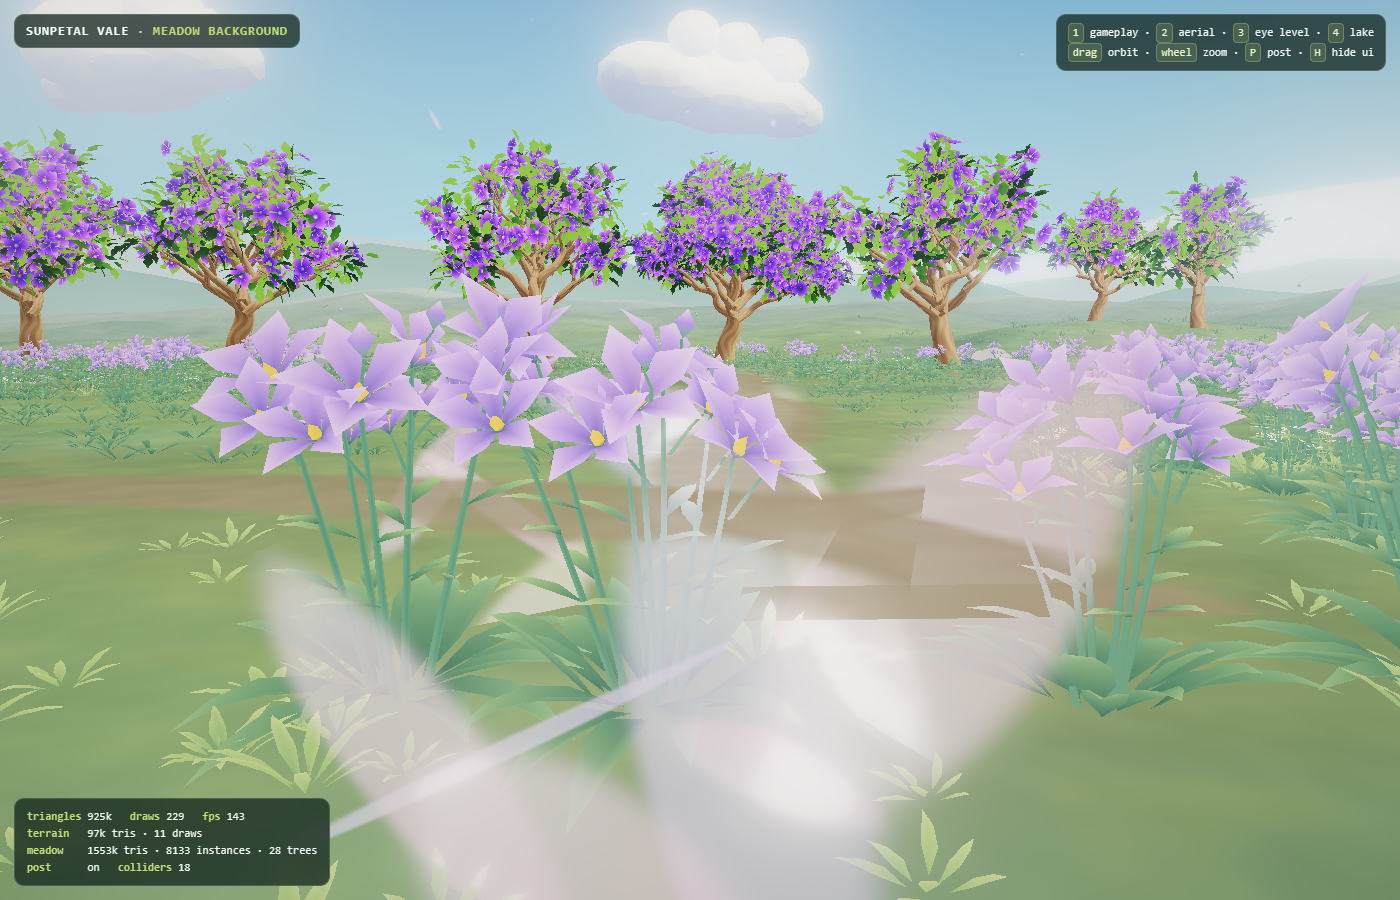 SUNPETAL VALE · MEADOW BACKGROUND
1 gameplay · 2 aerial · 3 eye level · 4 lake
drag orbit · wheel zoom · P post · H hide ui
triangles 925k draws 229 fps 143
terrain 97k tris · 11 draws
meadow 1553k tris · 8133 instances · 28 trees
post on colliders 18